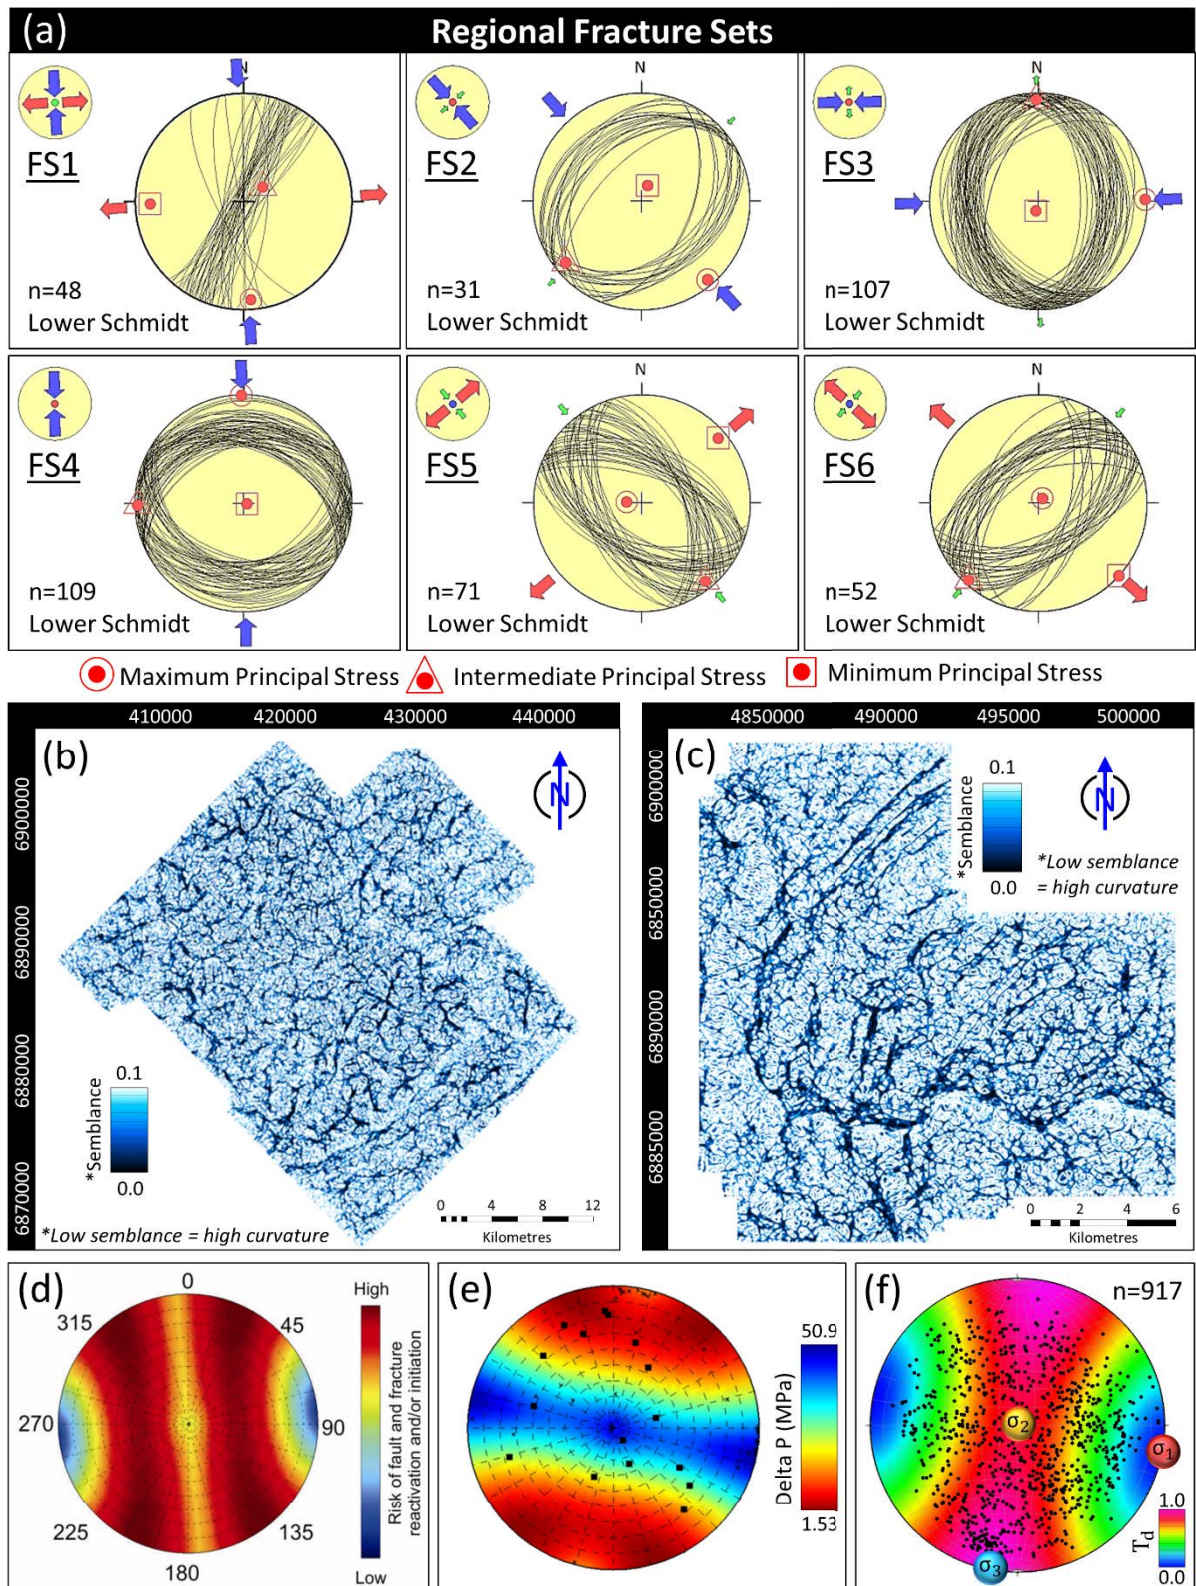 (a)
Regional Fracture Sets
FS1
n=48
Lower Schmidt
N
FS2
n=31
Lower Schmidt
N
FS3
n=107
Lower Schmidt
N
FS4
n=109
Lower Schmidt
FS5
n=71
Lower Schmidt
N
FS6
n=52
Lower Schmidt
N
Maximum Principal Stress
Intermediate Principal Stress
Minimum Principal Stress
410000 420000 430000 440000
(b)
N
6900000
6890000
6880000
6870000
*Semblance
0.1
0.0
*Low semblance = high curvature
0 4 8 12
Kilometres
4850000 490000 495000 500000
(c)
N
6900000
6850000
6890000
6885000
*Semblance
0.1
0.0
*Low semblance
= high curvature
0 2 4 6
Kilometres
(d)
0
45
90
135
180
225
270
315
High
Risk of fault and fracture
reactivation and/or initiation
Low
(e)
50.9
Delta P (MPa)
1.53
(f)
n=917
σ2
σ1
σ3
1.0
Td
0.0